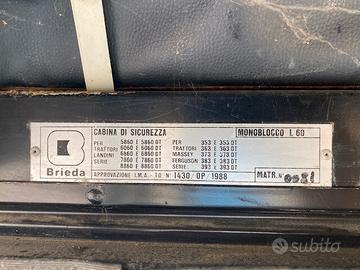 CABINA DI SICUREZZA
MONOBLOCCO L 60
PER TRATTORI LANDINI SERIE
5860 E 5860 DT
6060 E 6060 DT
6860 E 6860 DT
7860 E 7860 DT
8860 E 8860 DT
PER TRATTORI MASSEY FERGUSON SERIE
353 E 353 DT
363 E 363 DT
373 E 373 DT
383 E 383 DT
393 E 393 DT
Brieda
APPROVAZIONE I.M.A - TO N° 1430/OP/1988
MATR. N°
subito